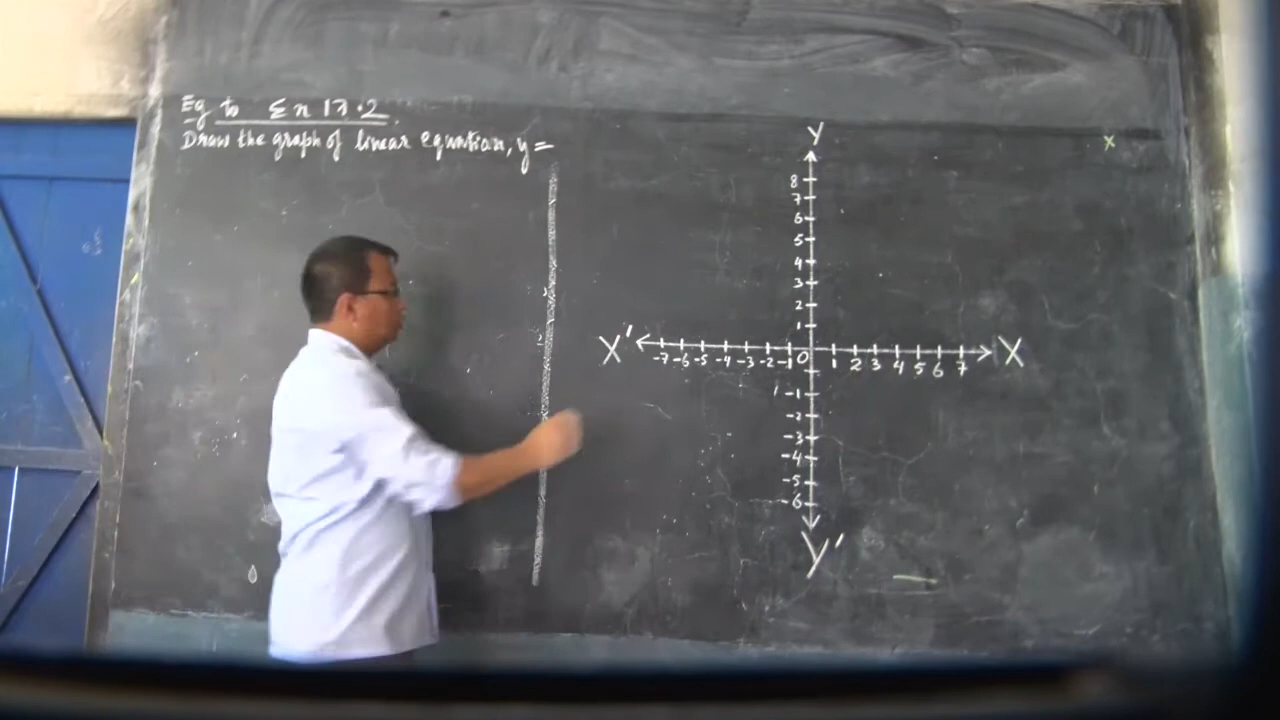 Eg to Σn 17.2
Draw the graph of linear equation, y =
Y
8
7
6
5
4
3
2
1
X' -7 -6 -5 -4 -3 -2 -1 0 1 2 3 4 5 6 7 X
-1
-2
-3
-4
-5
-6
Y'
x